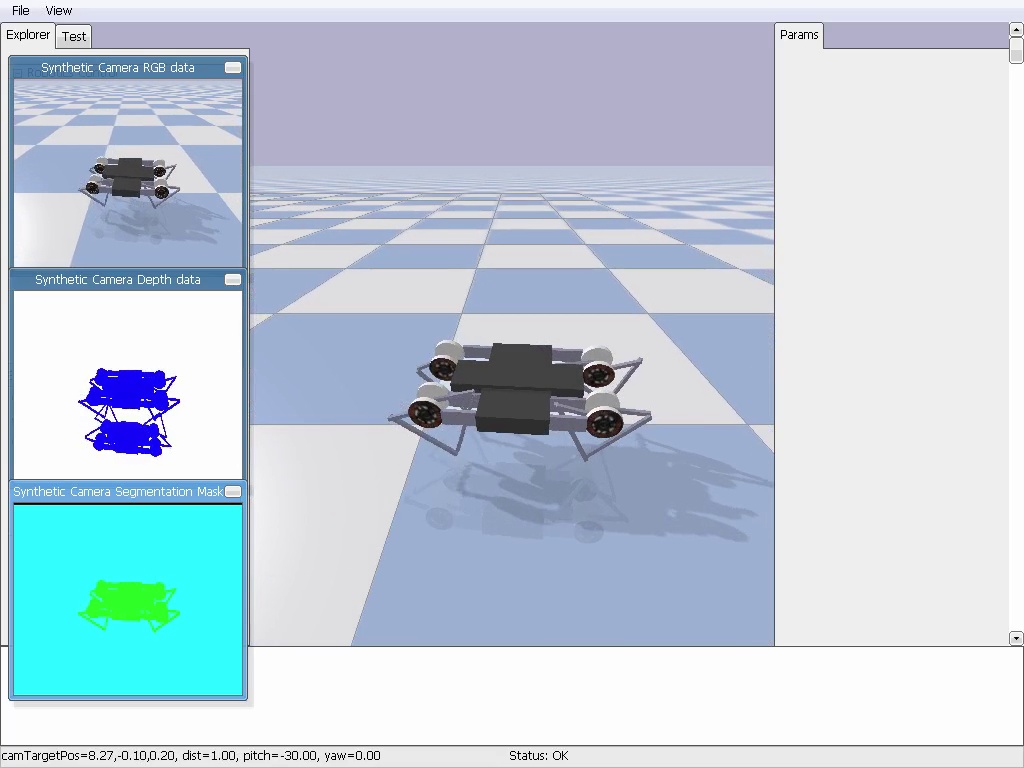 File View
Explorer Test
Params
Synthetic Camera RGB data
Synthetic Camera Depth data
Synthetic Camera Segmentation Mask
camTargetPos=8.27,-0.10,0.20, dist=1.00, pitch=-30.00, yaw=0.00 Status: OK